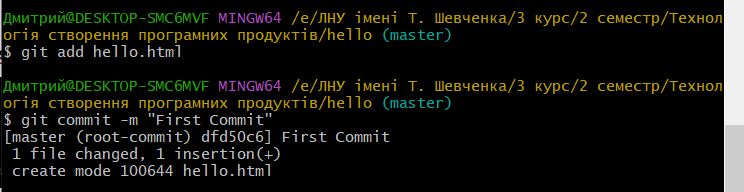 Дмитрий@DESKTOP-SMC6MVF MINGW64 /e/ЛНУ імені Т. Шевченка/3 курс/2 семестр/Технол
огія створення програмних продуктів/hello (master)
$ git add hello.html
Дмитрий@DESKTOP-SMC6MVF MINGW64 /e/ЛНУ імені Т. Шевченка/3 курс/2 семестр/Технол
огія створення програмних продуктів/hello (master)
$ git commit -m "First Commit"
[master (root-commit) dfd50c6] First Commit
 1 file changed, 1 insertion(+)
 create mode 100644 hello.html